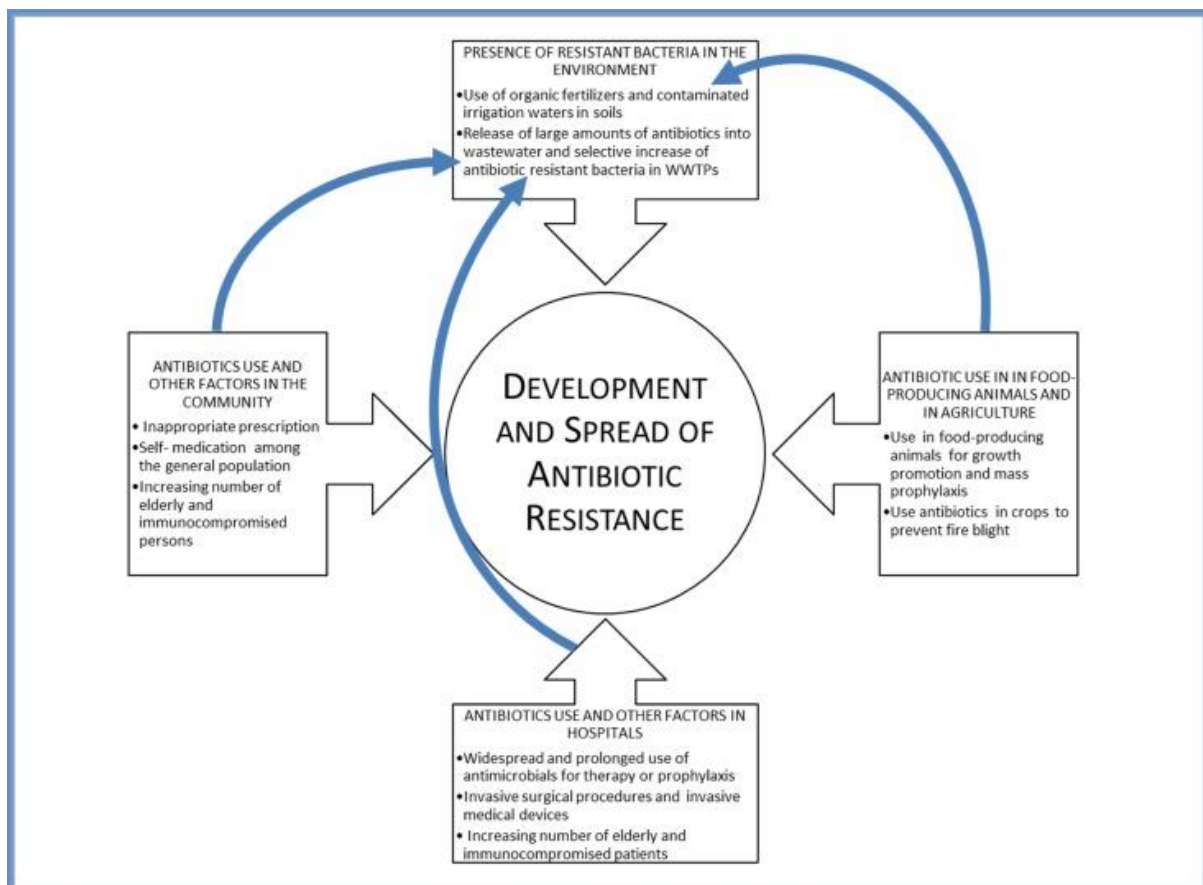 PRESENCE OF RESISTANT BACTERIA IN THE
ENVIRONMENT
•Use of organic fertilizers and contaminated
irrigation waters in soils
•Release of large amounts of antibiotics into
wastewater and selective increase of
antibiotic resistant bacteria in WWTPs
ANTIBIOTICS USE AND
OTHER FACTORS IN THE
COMMUNITY
• Inappropriate prescription
•Self- medication among
the general population
•Increasing number of
elderly and
immunocompromised
persons
DEVELOPMENT
AND SPREAD OF
ANTIBIOTIC
RESISTANCE
ANTIBIOTIC USE IN IN FOOD-
PRODUCING ANIMALS AND
IN AGRICULTURE
•Use in food-producing
animals for growth
promotion and mass
prophylaxis
•Use antibiotics in crops to
prevent fire blight
ANTIBIOTICS USE AND OTHER FACTORS IN
HOSPITALS
•Widespread and prolonged use of
antimicrobials for therapy or prophylaxis
•Invasive surgical procedures and invasive
medical devices
• Increasing number of elderly and
immunocompromised patients